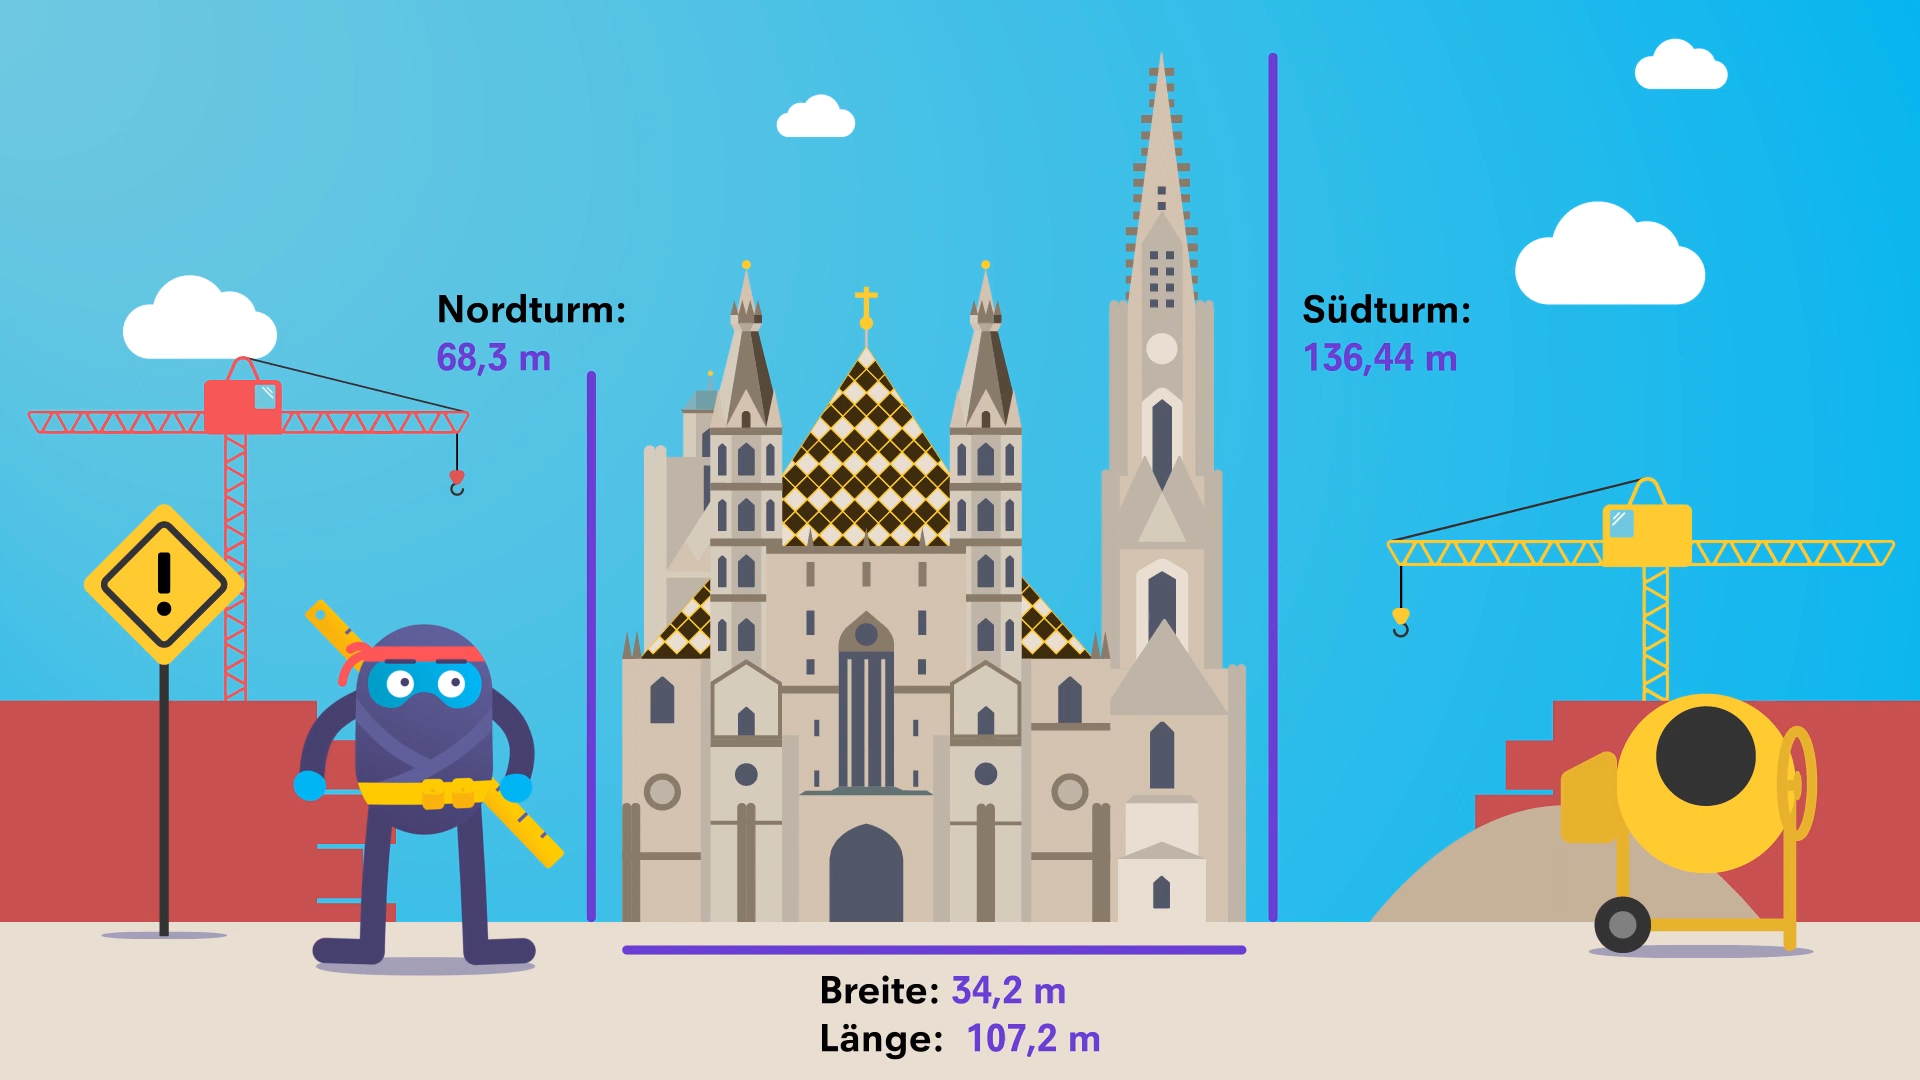 Nordturm:
68,3 m
Südturm:
136,44 m
Breite: 34,2 m
Länge: 107,2 m